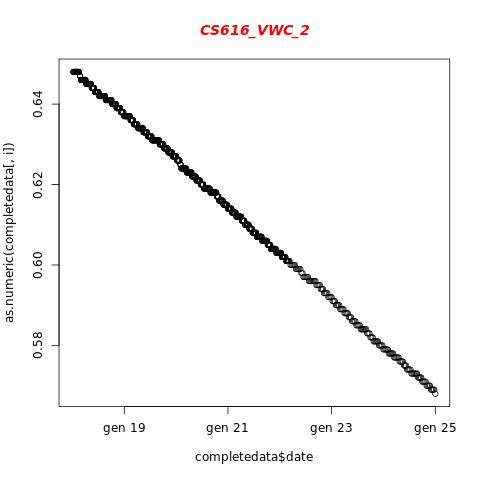 CS616_VWC_2
as.numeric(completedata[, i])
0.64
0.62
0.60
0.58
gen 19
gen 21
gen 23
gen 25
completedata$date